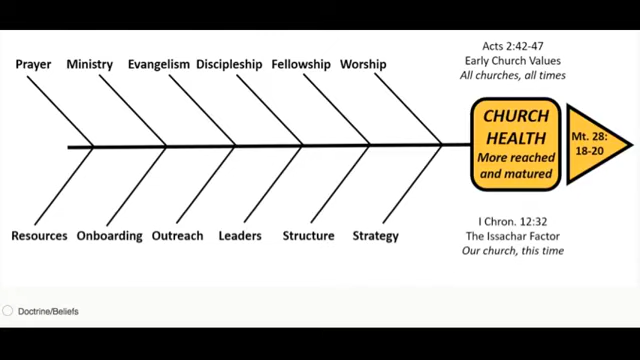 Acts 2:42-47
Early Church Values
All churches, all times
Prayer Ministry Evangelism Discipleship Fellowship Worship
CHURCH
HEALTH
More reached
and matured
Mt. 28:
18-20
I Chron. 12:32
The Issachar Factor
Our church, this time
Resources Onboarding Outreach Leaders Structure Strategy
Doctrine/Beliefs